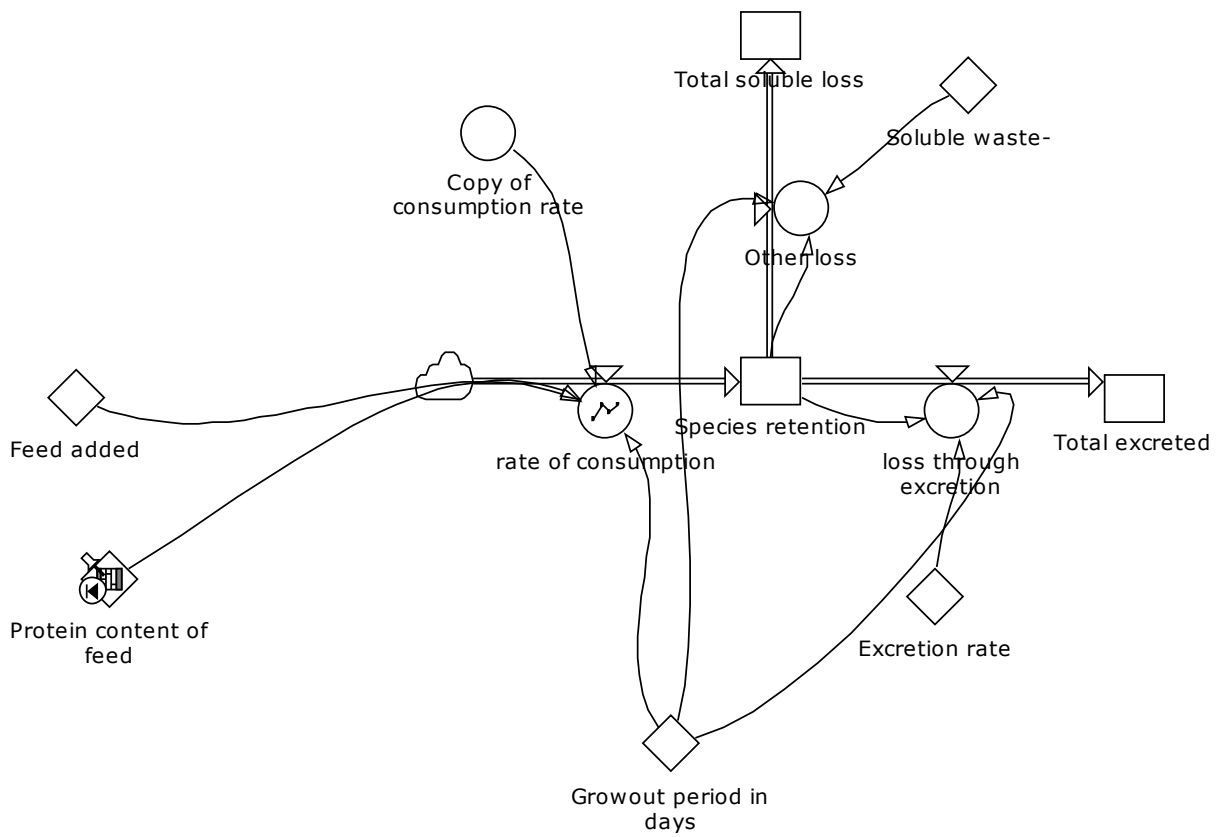 Total soluble loss
Soluble waste-
Copy of
consumption rate
Other loss
Feed added
Species retention
Total excreted
rate of consumption
loss through
excretion
Protein content of
feed
Excretion rate
Growout period in
days